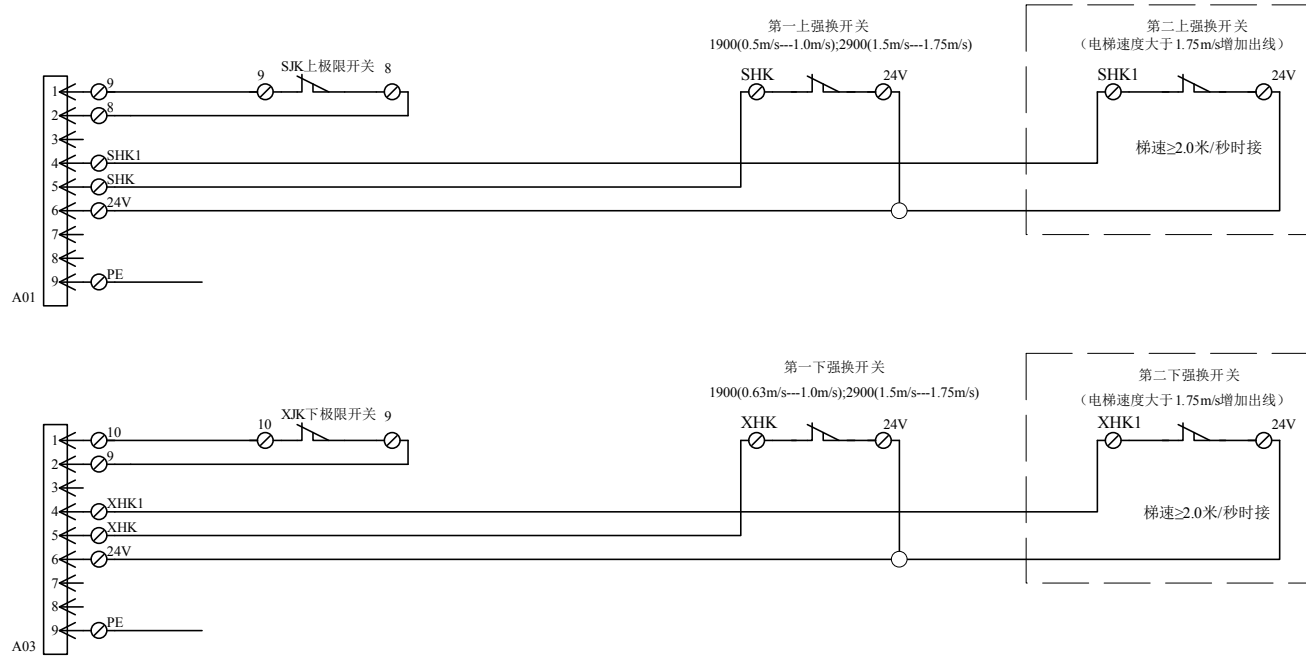 第一上强换开关
1900(0.5m/s---1.0m/s);2900(1.5m/s---1.75m/s)
第二上强换开关
（电梯速度大于1.75m/s增加出线）
9 SJK上极限开关 8
SHK 24V
SHK1 24V
1 9
2 8
3
4 SHK1
5 SHK
6 24V
7
8
9 PE
A01
梯速≥2.0米/秒时接
第一下强换开关
1900(0.63m/s---1.0m/s);2900(1.5m/s---1.75m/s)
第二下强换开关
（电梯速度大于1.75m/s增加出线）
10 XJK下极限开关 9
XHK 24V
XHK1 24V
1 10
2 9
3
4 XHK1
5 XHK
6 24V
7
8
9 PE
A03
梯速≥2.0米/秒时接